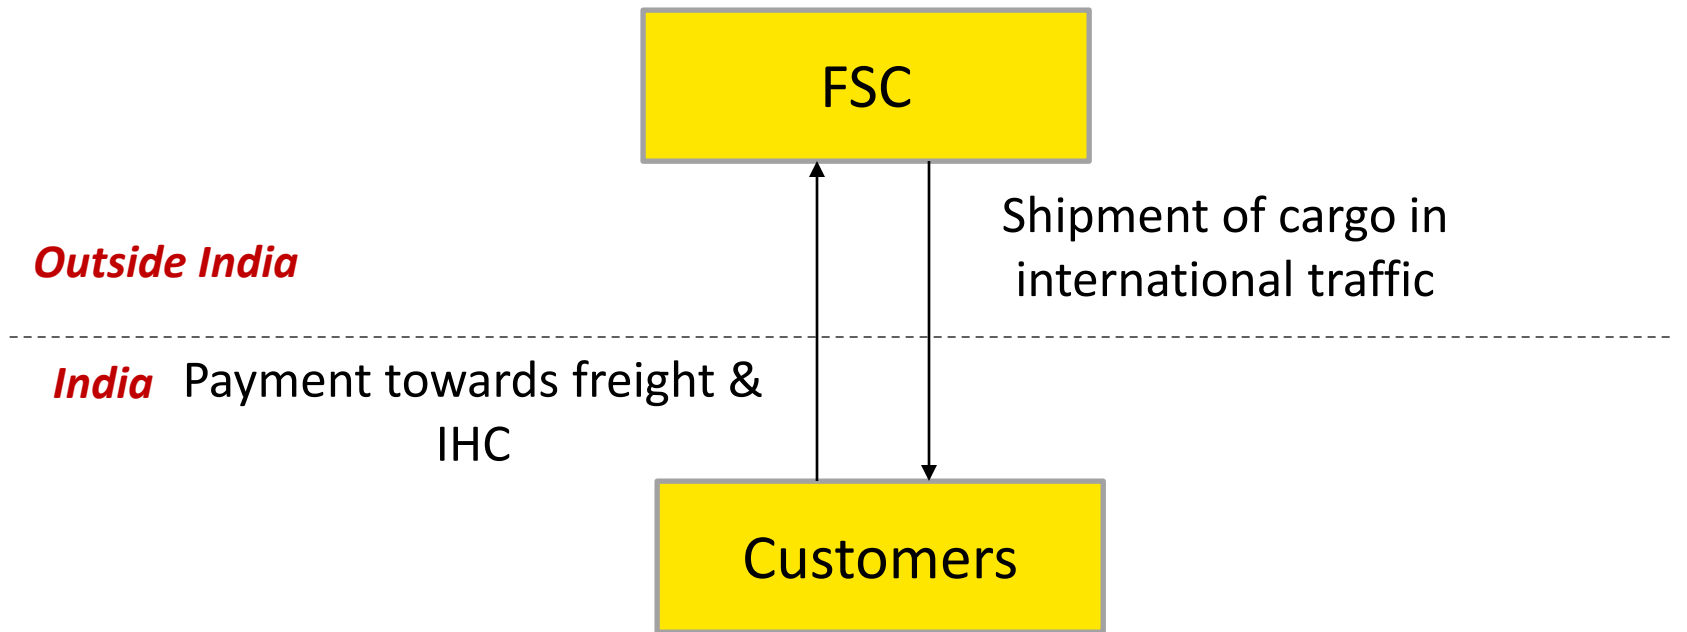 FSC
Shipment of cargo in
international traffic
Outside India
India
Payment towards freight &
IHC
Customers